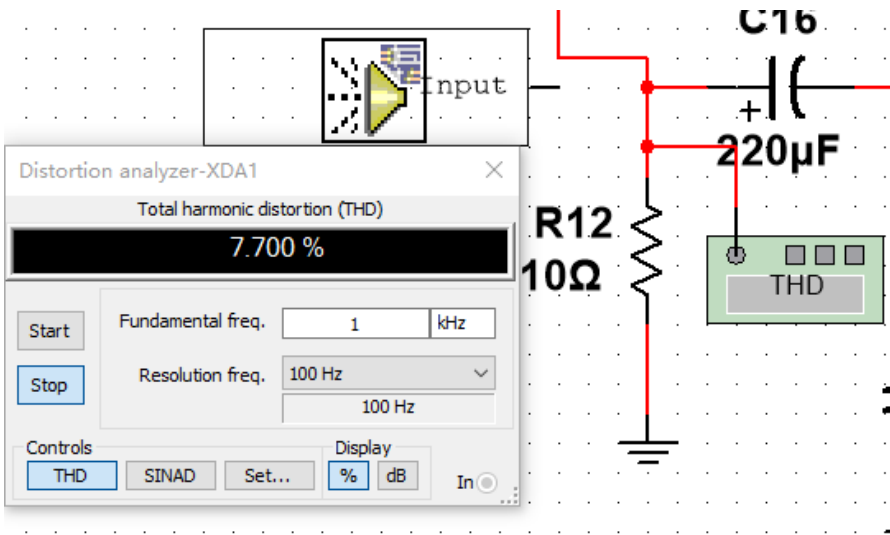 Input
C16
+
220µF
R12
10Ω
THD
Distortion analyzer-XDA1
Total harmonic distortion (THD)
7.700 %
Start
Stop
Fundamental freq.
1
kHz
Resolution freq.
100 Hz
100 Hz
Controls
THD
SINAD
Set...
Display
%
dB
In